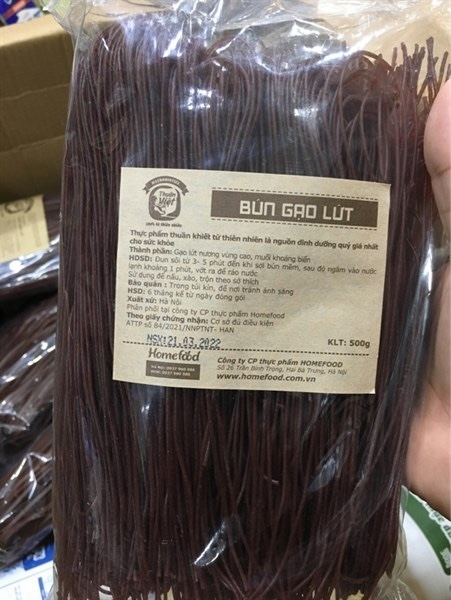 Thuần
Việt
BÚN GẠO LỨT
Thực phẩm thuần khiết từ thiên nhiên là nguồn dinh dưỡng quý giá nhất
cho sức khỏe
Thành phần: Gạo lứt nương vùng cao, muối khoáng biển
HDSD: Đun sôi từ 3- 5 phút đến khi sợi bún mềm, sau đó ngâm vào nước
lạnh khoảng 1 phút, vớt ra để ráo nước
Sử dụng để nấu, xào, trộn theo sở thích
Bảo quản : Trong túi kín, để nơi tránh ánh sáng
HSD: 6 tháng kể từ ngày đóng gói
Xuất xứ: Hà Nội
Phân phối tại công ty CP thực phẩm Homefood
Theo giấy chứng nhận: Cơ sở đủ điều kiện
ATTP số 84/2021/NNPTNT- HAN
KLT: 500g
NSX:21.03.2022
Homefood
Công ty CP thực phẩm HOMEFOOD
Số 26 Trần Bình Trọng, Hai Bà Trưng, Hà Nội
www.homefood.com.vn